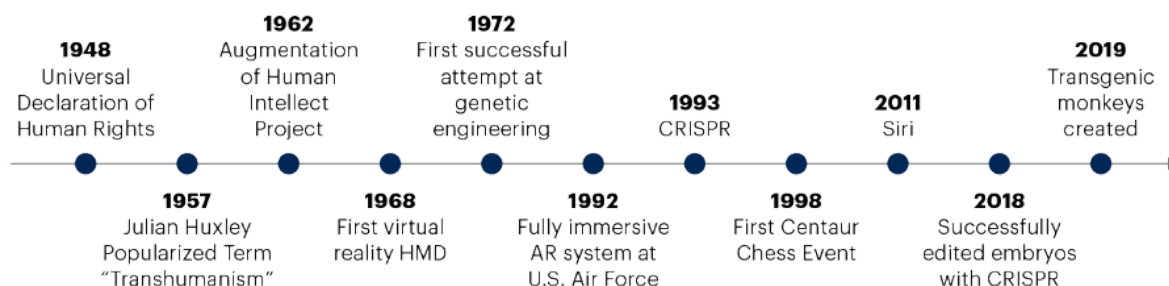 1948
Universal
Declaration of
Human Rights
1957
Julian Huxley
Popularized Term
“Transhumanism”
1962
Augmentation
of Human
Intellect
Project
1968
First virtual
reality HMD
1972
First successful
attempt at
genetic
engineering
1992
Fully immersive
AR system at
U.S. Air Force
1993
CRISPR
1998
First Centaur
Chess Event
2011
Siri
2018
Successfully
edited embryos
with CRISPR
2019
Transgenic
monkeys
created